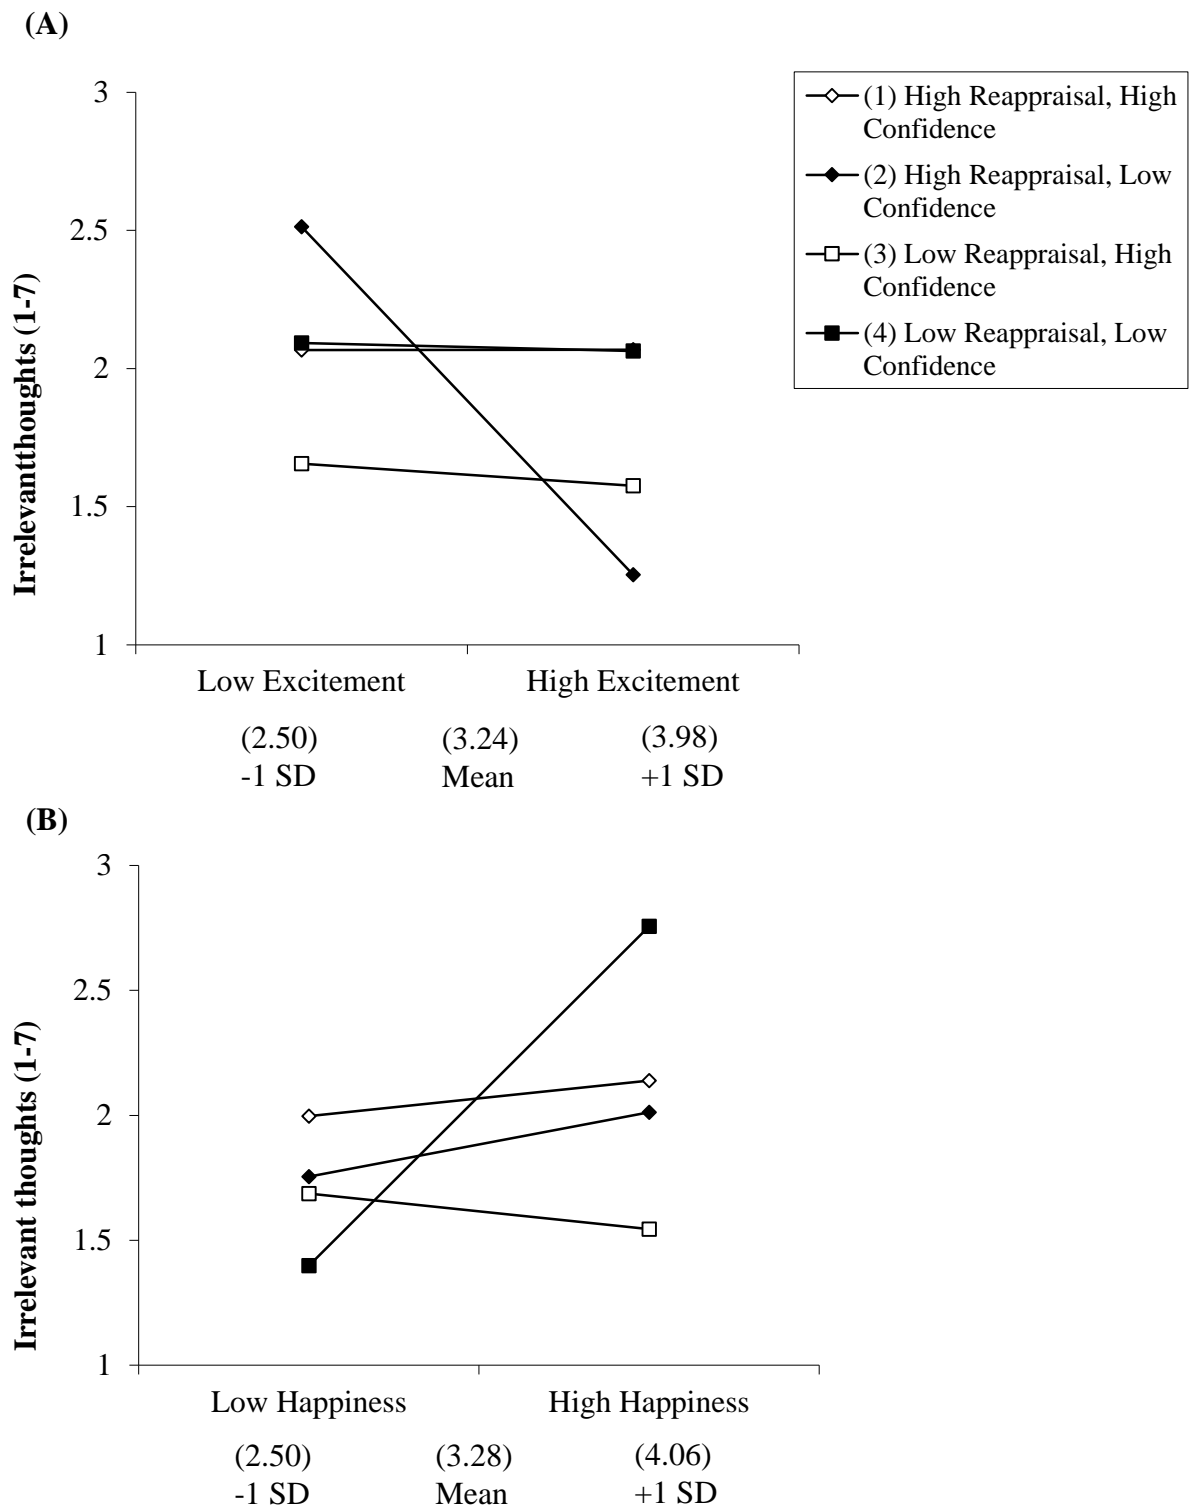 (A)
3
2.5
2
1.5
1
Irrelevantthoughts (1-7)
Low Excitement High Excitement
(2.50) (3.24) (3.98)
-1 SD Mean +1 SD
(1) High Reappraisal, High
Confidence
(2) High Reappraisal, Low
Confidence
(3) Low Reappraisal, High
Confidence
(4) Low Reappraisal, Low
Confidence
(B)
3
2.5
2
1.5
1
Irrelevant thoughts (1-7)
Low Happiness High Happiness
(2.50) (3.28) (4.06)
-1 SD Mean +1 SD